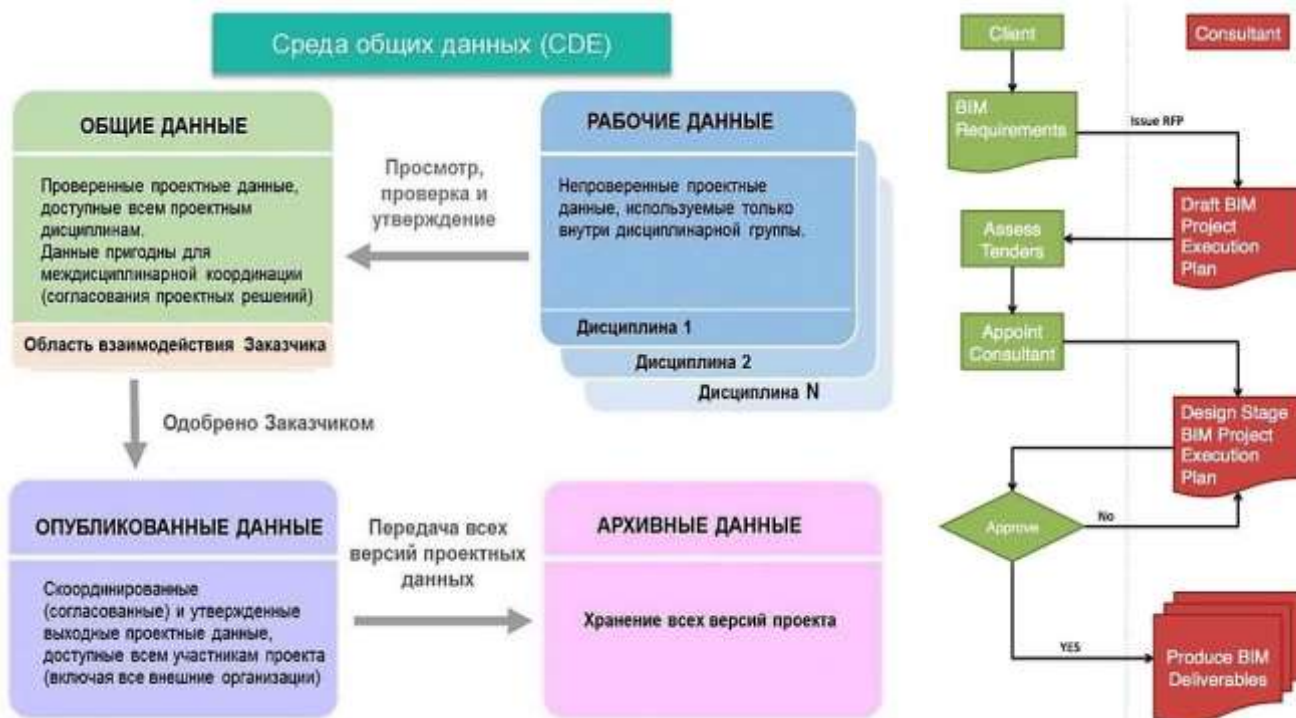 Среда общих данных (CDE)
ОБЩИЕ ДАННЫЕ
Проверенные проектные данные,
доступные всем проектным
дисциплинам.
Данные пригодны для
междисциплинарной координации
(согласования проектных решений)
Область взаимодействия Заказчика
Просмотр,
проверка и
утверждение
РАБОЧИЕ ДАННЫЕ
Непроверенные проектные
данные, используемые только
внутри дисциплинарной группы.
Дисциплина 1
Дисциплина 2
Дисциплина N
Одобрено Заказчиком
ОПУБЛИКОВАННЫЕ ДАННЫЕ
Скоординированные
(согласованные) и утвержденные
выходные проектные данные,
доступные всем участникам проекта
(включая все внешние организации)
Передача всех
версий проектных
данных
АРХИВНЫЕ ДАННЫЕ
Хранение всех версий проекта
Client
Consultant
BIM
Requirements
Issue RFP
Draft BIM
Project
Execution
Plan
Assess
Tenders
Appoint
Consultant
Design Stage
BIM Project
Execution
Plan
Approve
No
YES
Produce BIM
Deliverables